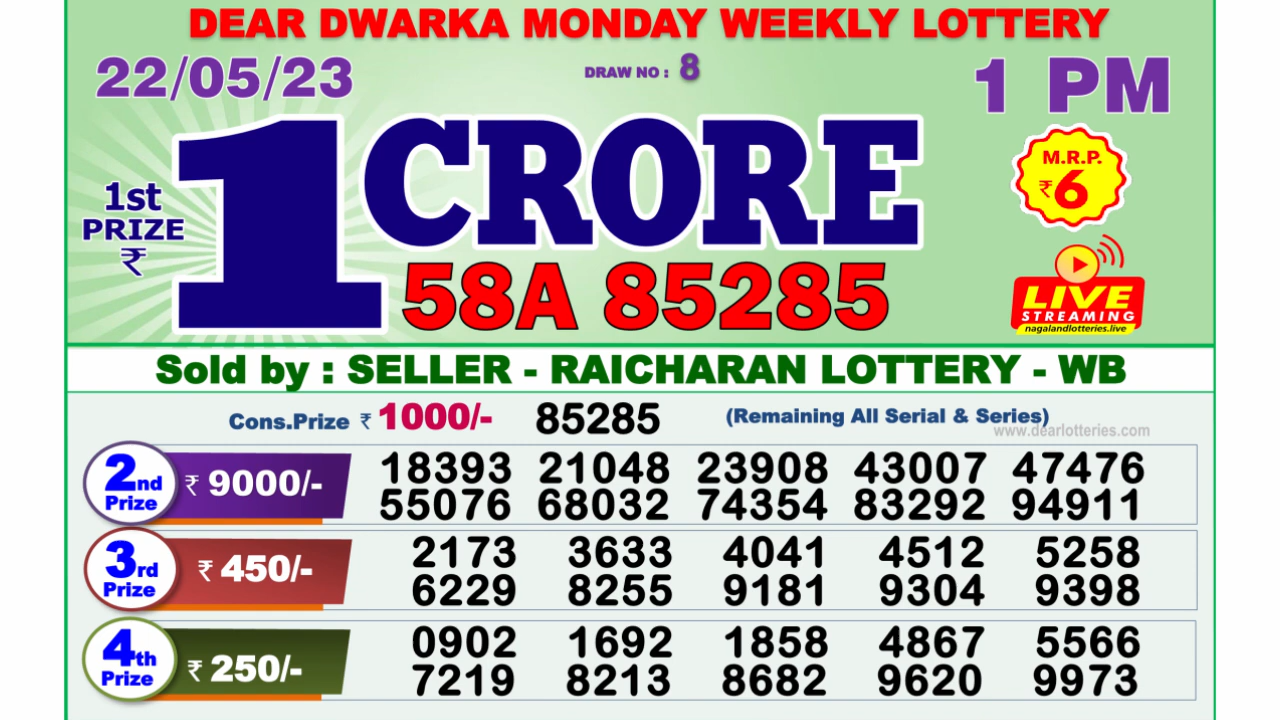 DEAR DWARKA MONDAY WEEKLY LOTTERY
22/05/23 DRAW NO : 8 1 PM
1st PRIZE ₹ 1 CRORE
M.R.P. ₹6
58A 85285
LIVE
STREAMING
nagalandlotteries.live
Sold by : SELLER - RAICHARAN LOTTERY - WB
Cons.Prize ₹ 1000/- 85285 (Remaining All Serial & Series)
www.dearlotteries.com
2nd Prize ₹ 9000/-
18393 21048 23908 43007 47476
55076 68032 74354 83292 94911
3rd Prize ₹ 450/-
2173 3633 4041 4512 5258
6229 8255 9181 9304 9398
4th Prize ₹ 250/-
0902 1692 1858 4867 5566
7219 8213 8682 9620 9973